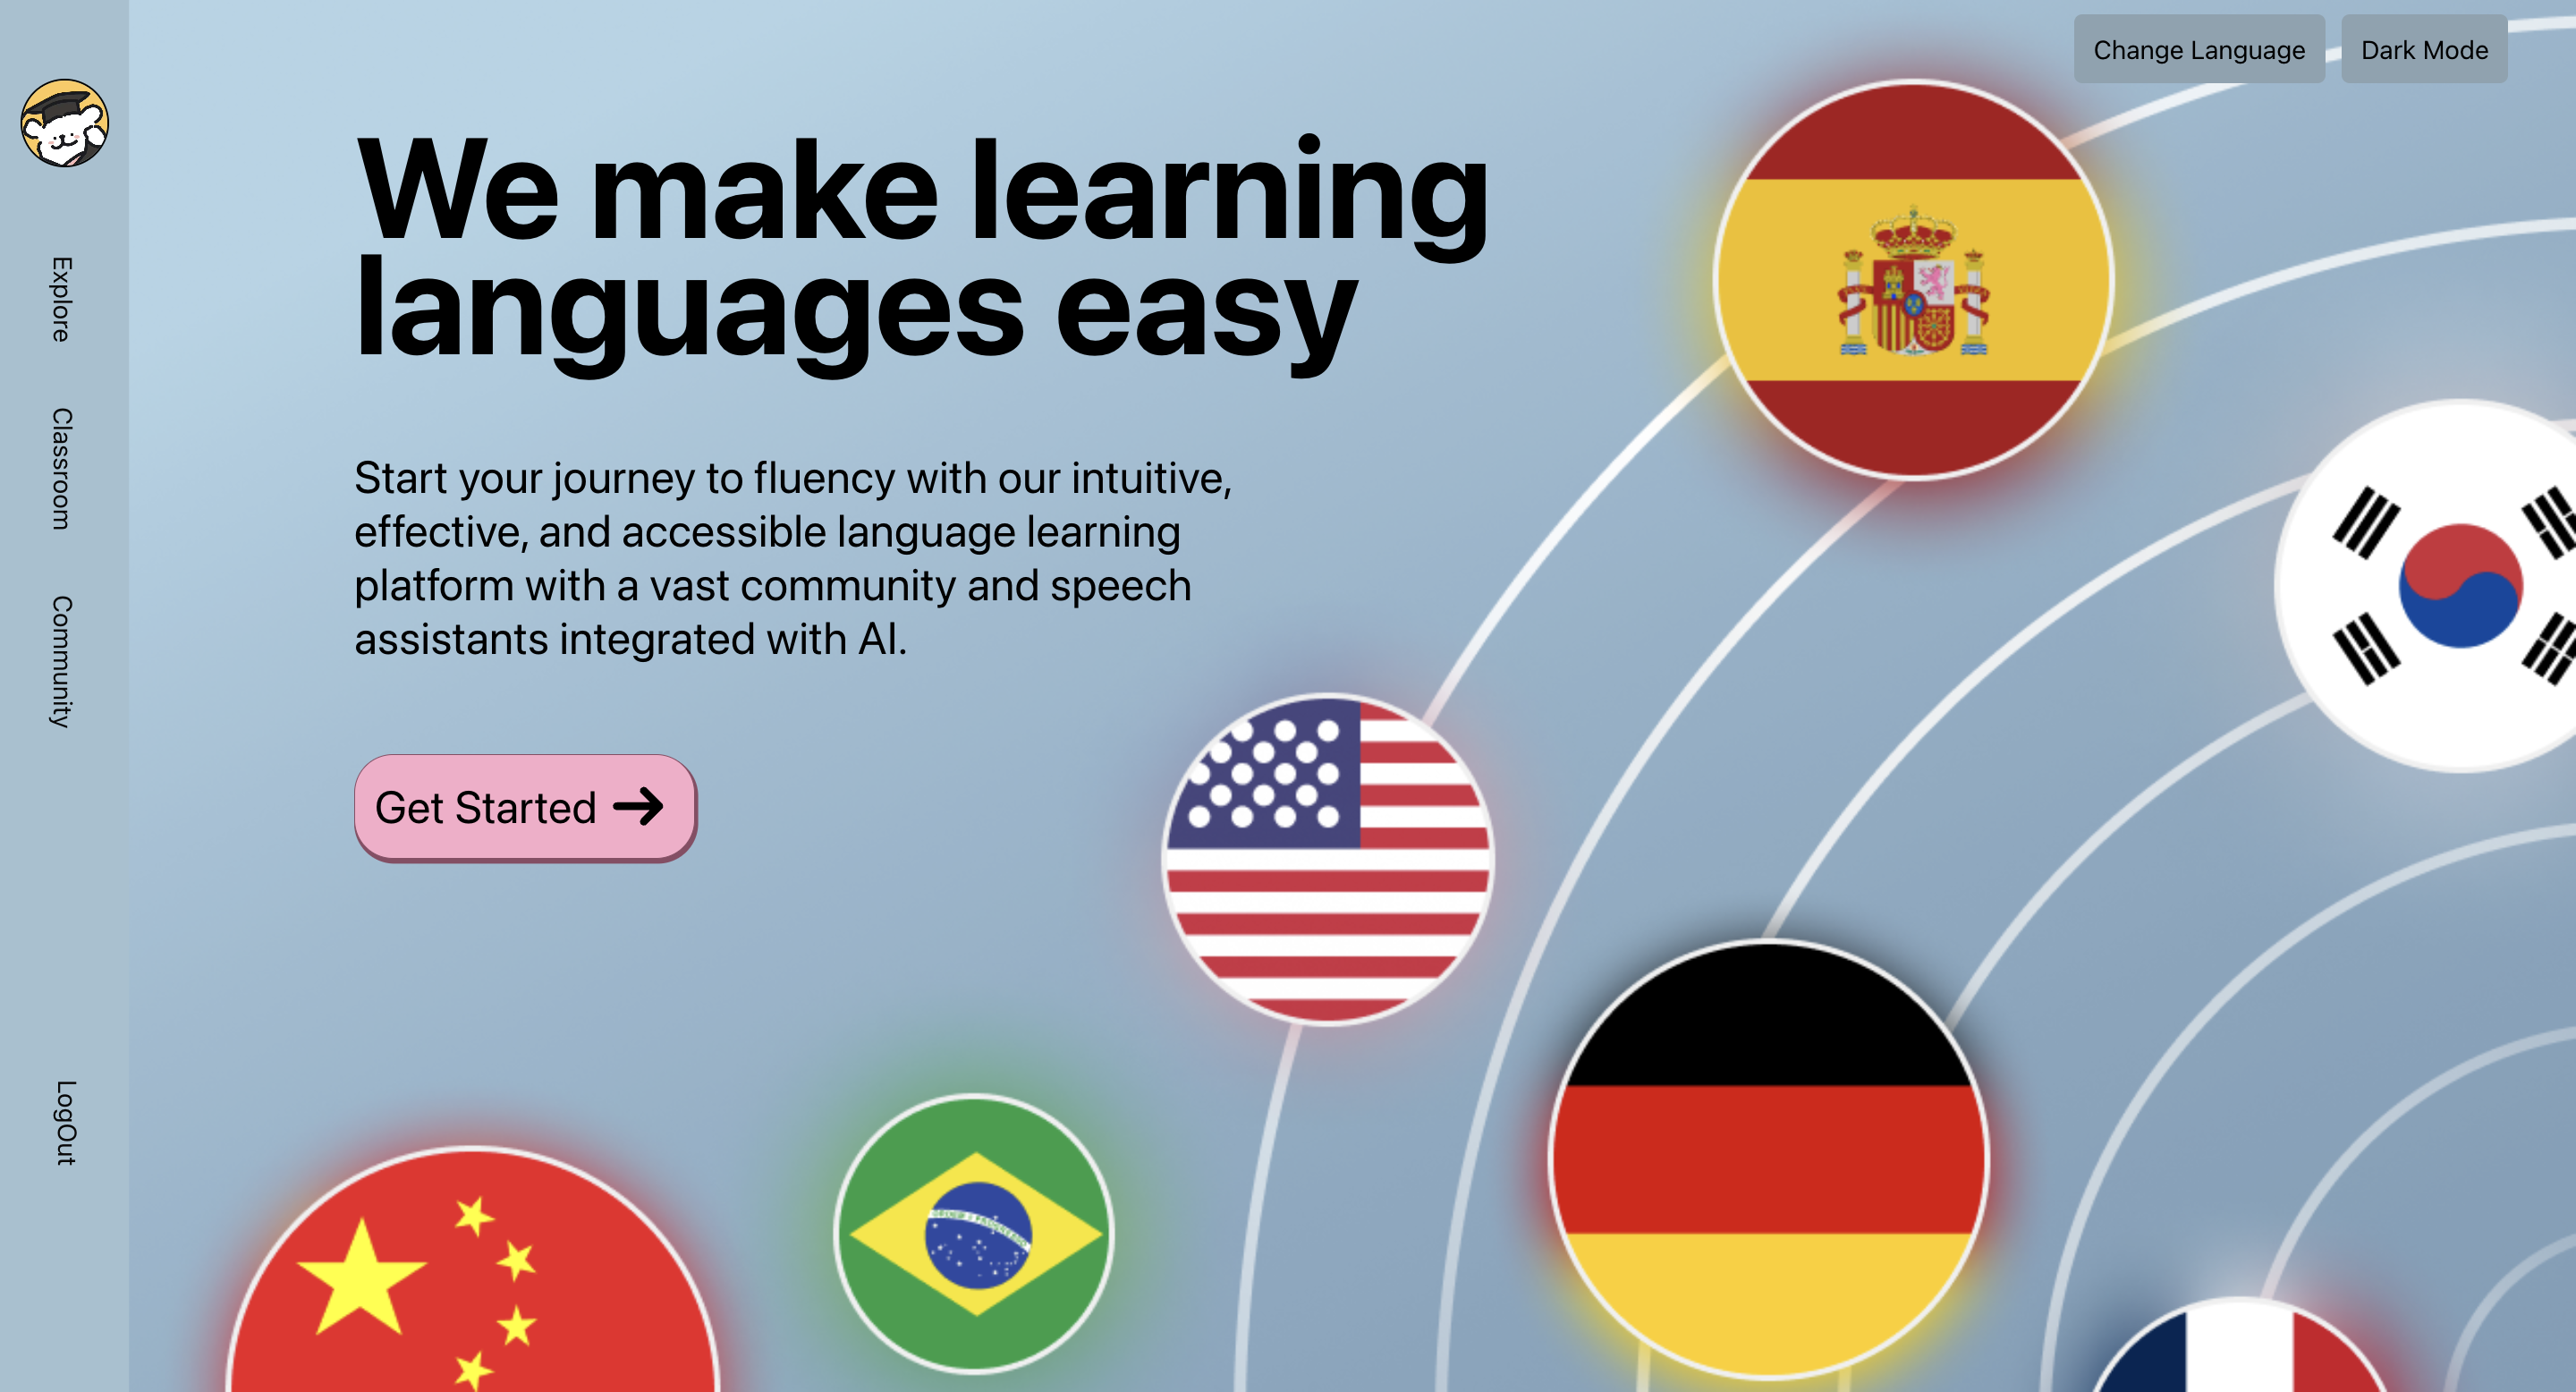 Change Language
Dark Mode
Explore
Classroom
Community
LogOut
We make learning
languages easy
Start your journey to fluency with our intuitive,
effective, and accessible language learning
platform with a vast community and speech
assistants integrated with AI.
Get Started